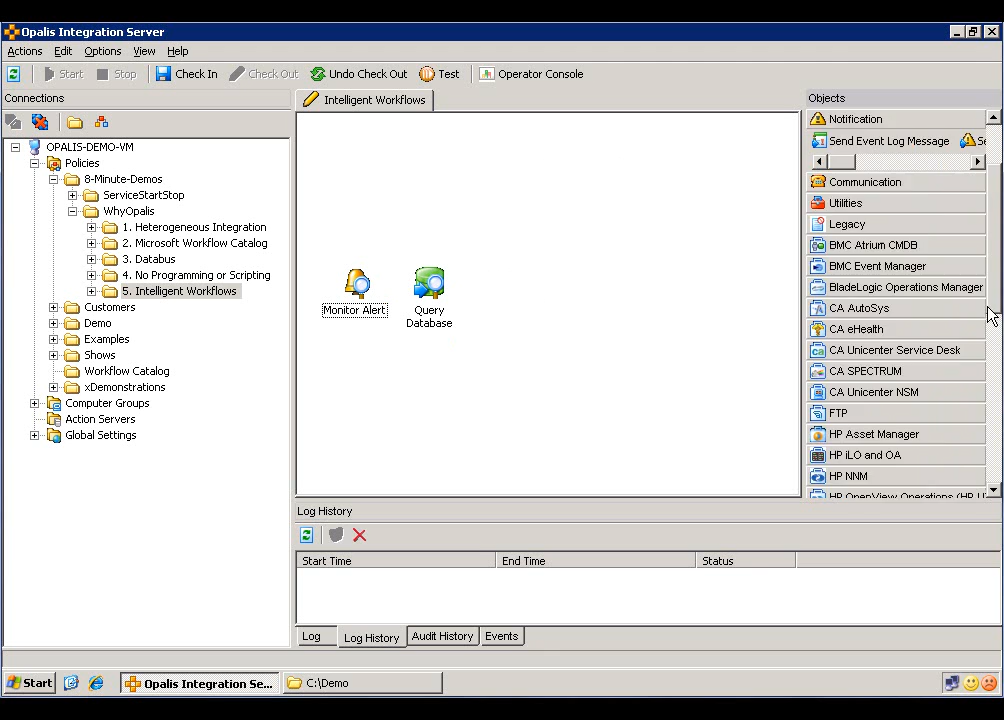 Opalis Integration Server
Actions Edit Options View Help
Start Stop Check In Check Out Undo Check Out Test Operator Console
Connections
OPALIS-DEMO-VM
Policies
8-Minute-Demos
ServiceStartStop
WhyOpalis
1. Heterogeneous Integration
2. Microsoft Workflow Catalog
3. Databus
4. No Programming or Scripting
5. Intelligent Workflows
Customers
Demo
Examples
Shows
Workflow Catalog
xDemonstrations
Computer Groups
Action Servers
Global Settings
Intelligent Workflows
Monitor Alert
Query
Database
Objects
Notification
Send Event Log Message Se
Communication
Utilities
Legacy
BMC Atrium CMDB
BMC Event Manager
BladeLogic Operations Manager
CA AutoSys
CA eHealth
CA Unicenter Service Desk
CA SPECTRUM
CA Unicenter NSM
FTP
HP Asset Manager
HP iLO and OA
HP NNM
HP OpenView Operations (HP U
Log History
Start Time End Time Status
Log Log History Audit History Events
Start Opalis Integration Se... C:\Demo